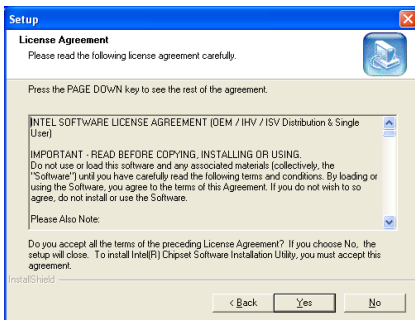 Setup
License Agreement
Please read the following license agreement carefully.
Press the PAGE DOWN key to see the rest of the agreement.
INTEL SOFTWARE LICENSE AGREEMENT (OEM / IHV / ISV Distribution & Single
User)
IMPORTANT - READ BEFORE COPYING, INSTALLING OR USING.
Do not use or load this software and any associated materials (collectively, the
"Software") until you have carefully read the following terms and conditions. By loading or
using the Software, you agree to the terms of this Agreement. If you do not wish to so
agree, do not install or use the Software.
Please Also Note:
Do you accept all the terms of the preceding License Agreement? If you choose No, the
setup will close. To install Intel(R) Chipset Software Installation Utility, you must accept this
agreement.
InstallShield
< Back Yes No